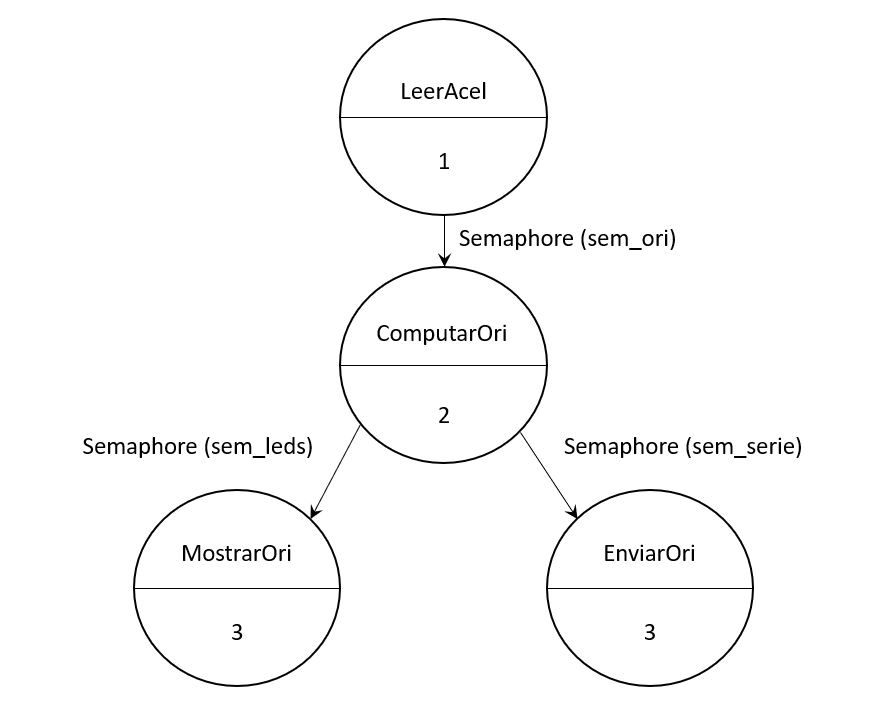 LeerAcel
1
Semaphore (sem_ori)
ComputarOri
2
Semaphore (sem_leds)
Semaphore (sem_serie)
MostrarOri
3
EnviarOri
3